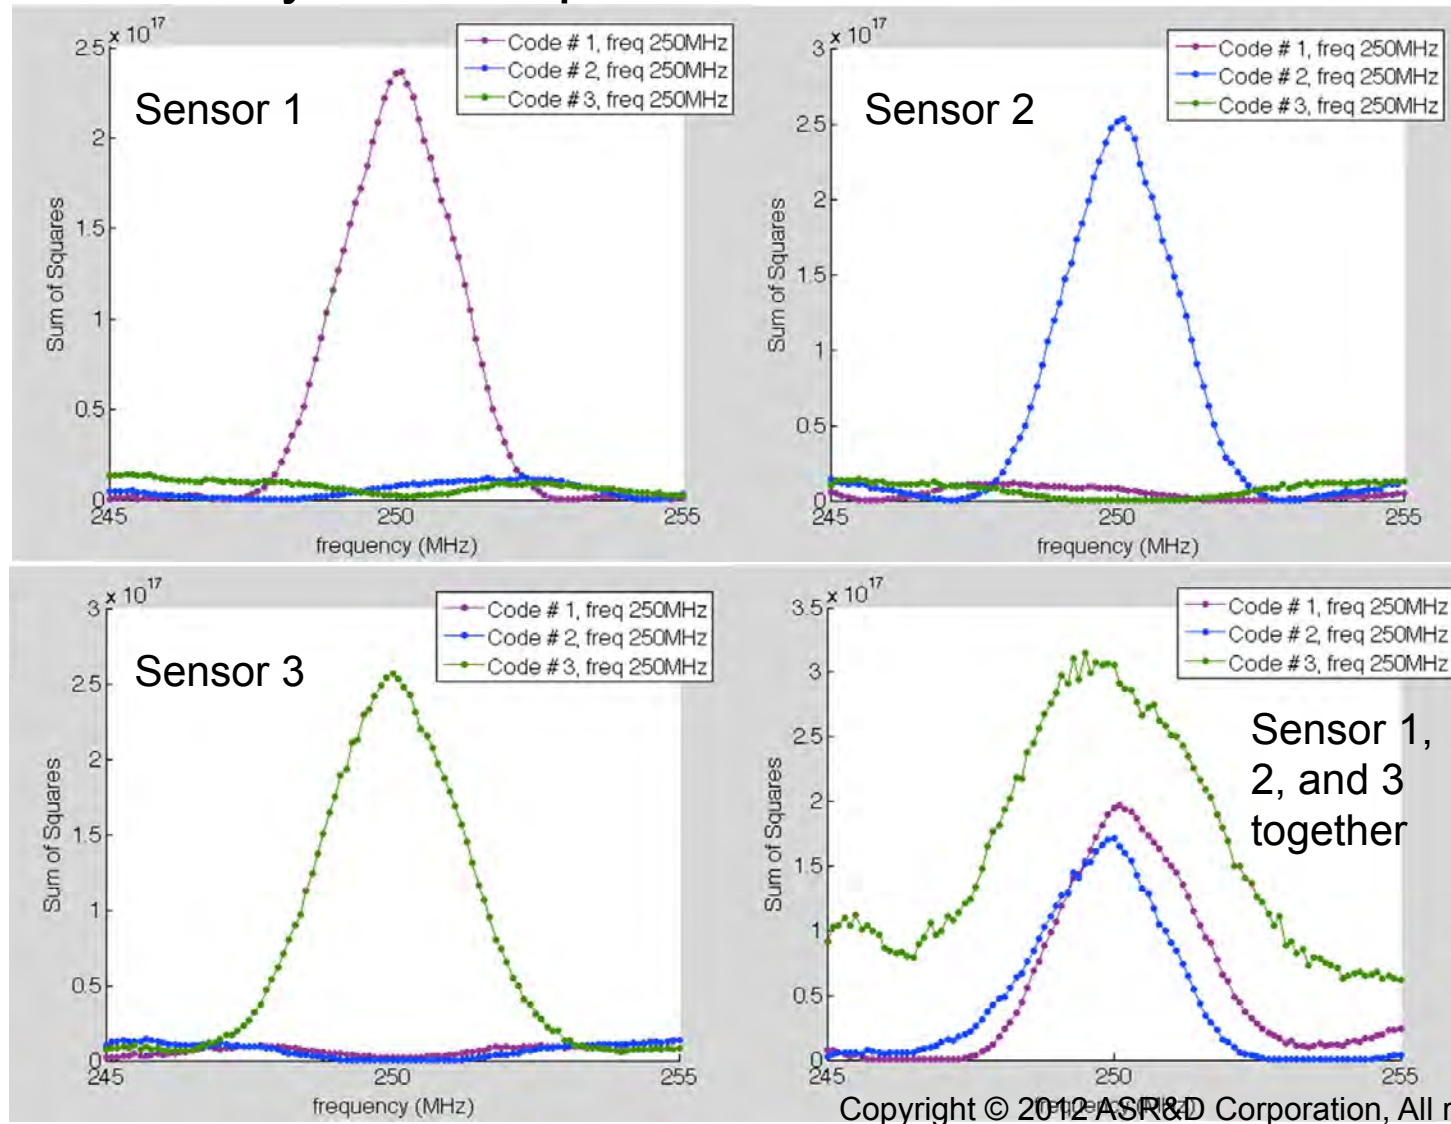 2.5 x 10^17
Code # 1, freq 250MHz
Code # 2, freq 250MHz
Code # 3, freq 250MHz
Sensor 1
2
1.5
1
0.5
0
Sum of Squares
245 250 255
frequency (MHz)
3 x 10^17
Code # 1, freq 250MHz
Code # 2, freq 250MHz
Code # 3, freq 250MHz
Sensor 2
2.5
2
1.5
1
0.5
0
Sum of Squares
245 250 255
frequency (MHz)
3 x 10^17
Code # 1, freq 250MHz
Code # 2, freq 250MHz
Code # 3, freq 250MHz
Sensor 3
2.5
2
1.5
1
0.5
0
Sum of Squares
245 250 255
frequency (MHz)
3.5 x 10^17
Code # 1, freq 250MHz
Code # 2, freq 250MHz
Code # 3, freq 250MHz
3
Sensor 1,
2, and 3
together
2.5
2
1.5
1
0.5
0
Sum of Squares
245 250 255
frequency (MHz)
Copyright © 2012 ASR&D Corporation, All